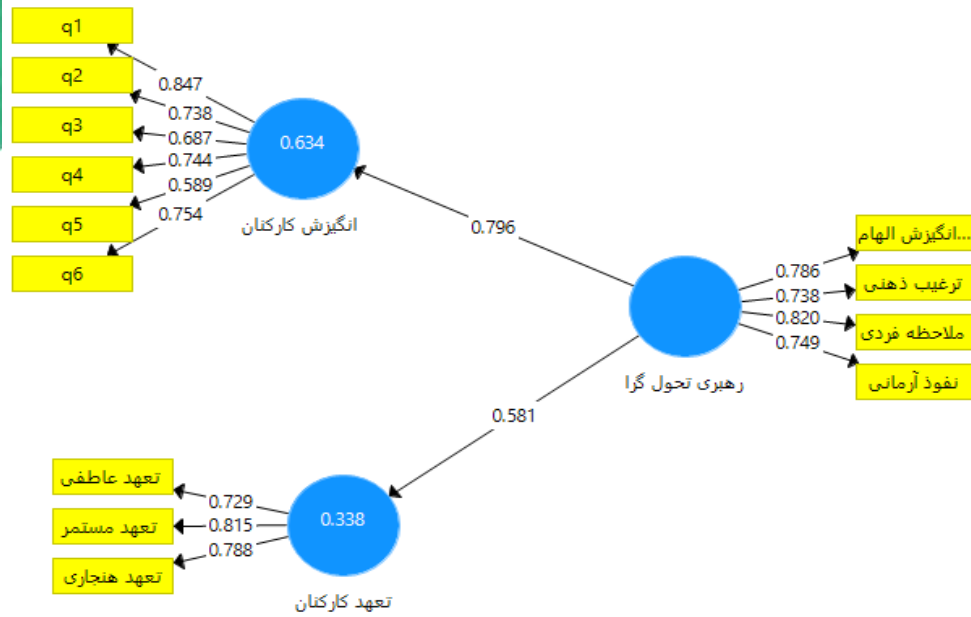 q1
q2
q3
q4
q5
q6
0.847
0.738
0.687
0.744
0.589
0.754
0.634
انگیزش کارکنان
0.796
...انگیزش الهام
ترغیب ذهنی
ملاحظه فردی
نفوذ آرمانی
0.786
0.738
0.820
0.749
رهبری تحول گرا
0.581
تعهد عاطفی
تعهد مستمر
تعهد هنجاری
0.729
0.815
0.788
0.338
تعهد کارکنان